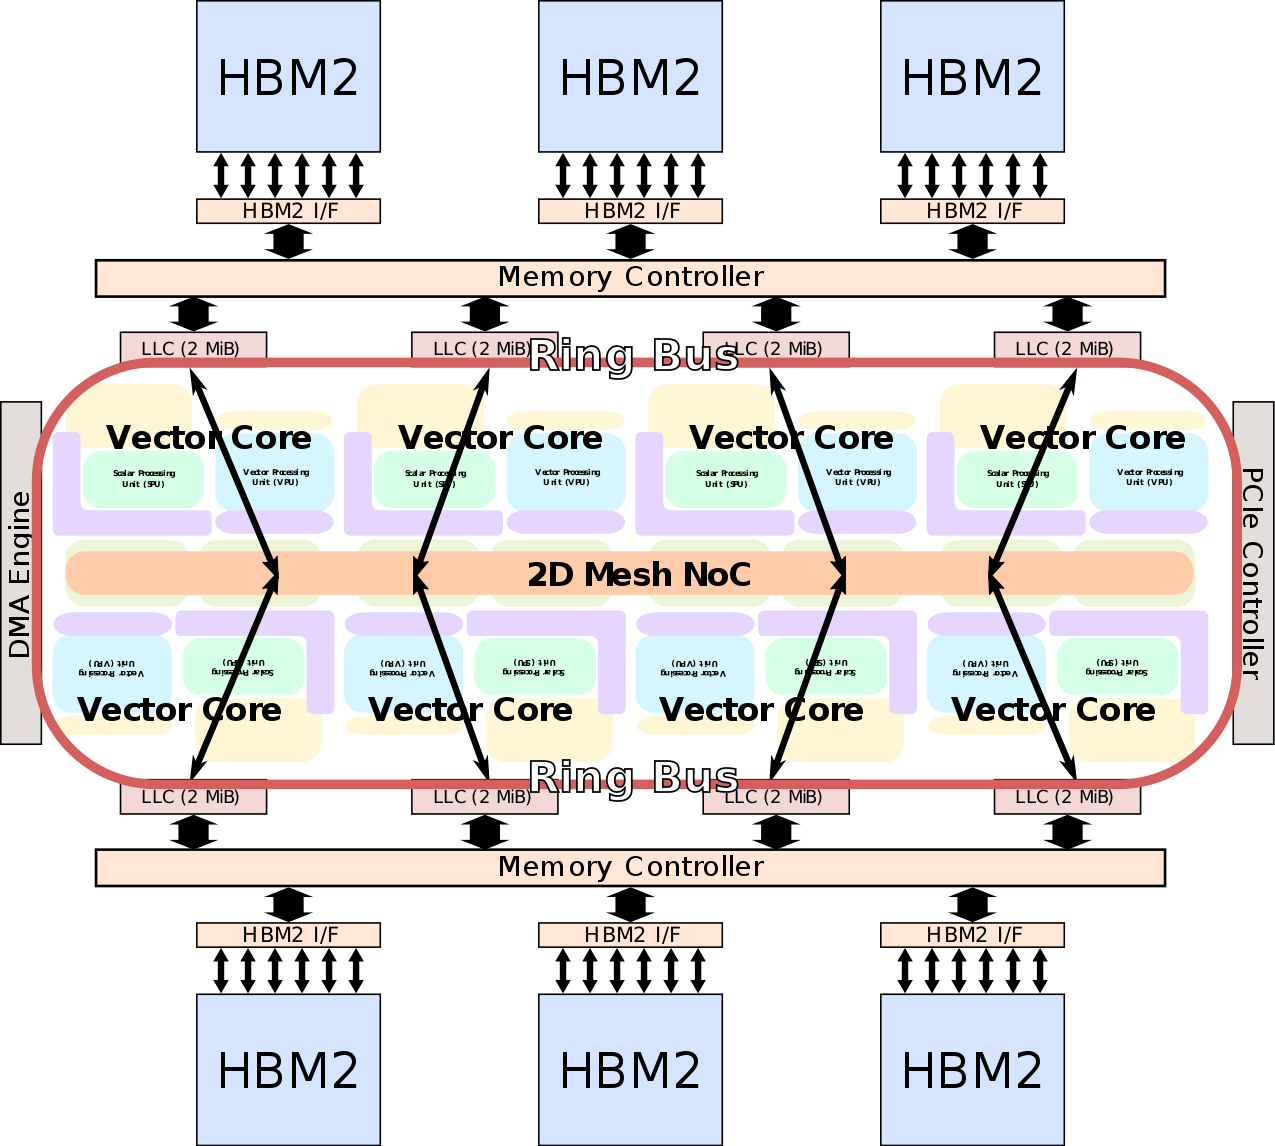 HBM2 HBM2 HBM2
HBM2 I/F HBM2 I/F HBM2 I/F
Memory Controller
LLC (2 MiB) LLC (2 MiB) LLC (2 MiB) LLC (2 MiB)
Ring Bus
Vector Core Vector Core Vector Core Vector Core
Scalar Processing Vector Processing Scalar Processing Vector Processing Scalar Processing Vector Processing Scalar Processing Vector Processing
Unit (SPU) Unit (VPU) Unit (SPU) Unit (VPU) Unit (SPU) Unit (VPU) Unit (SPU) Unit (VPU)
DMA Engine
2D Mesh NoC
PCIe Controller
Vector Processing Scalar Processing Vector Processing Scalar Processing Vector Processing Scalar Processing Vector Processing Scalar Processing
Unit (VPU) Unit (SPU) Unit (VPU) Unit (SPU) Unit (VPU) Unit (SPU) Unit (VPU) Unit (SPU)
Vector Core Vector Core Vector Core Vector Core
Ring Bus
LLC (2 MiB) LLC (2 MiB) LLC (2 MiB) LLC (2 MiB)
Memory Controller
HBM2 I/F HBM2 I/F HBM2 I/F
HBM2 HBM2 HBM2